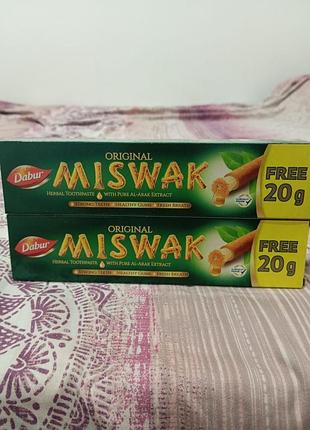 Dabur
ORIGINAL
MISWAK
HERBAL TOOTHPASTE WITH PURE AL-ARAK EXTRACT
STRONG TEETH HEALTHY GUMS FRESH BREATH
FREE
20g
Dabur
ORIGINAL
MISWAK
HERBAL TOOTHPASTE WITH PURE AL-ARAK EXTRACT
STRONG TEETH HEALTHY GUMS FRESH BREATH
FREE
20g